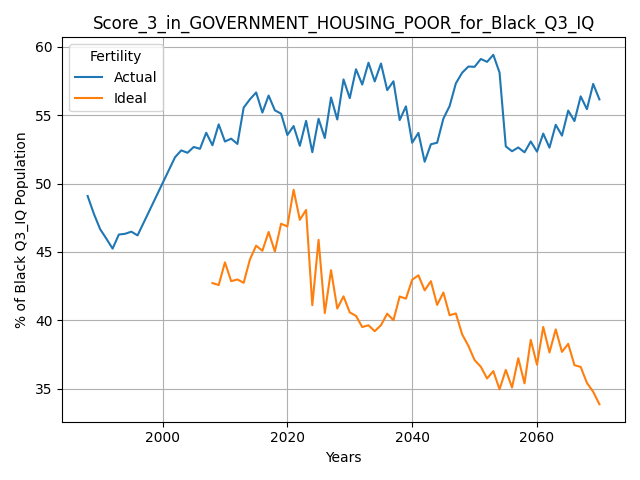 Score_3_in_GOVERNMENT_HOUSING_POOR_for_Black_Q3_IQ
Fertility
Actual
Ideal
% of Black Q3_IQ Population
60
55
50
45
40
35
2000
2020
2040
2060
Years